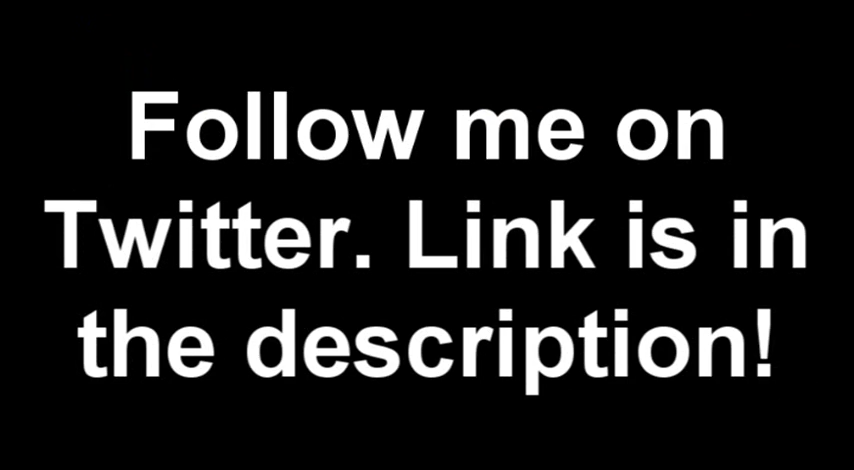 Follow me on
Twitter. Link is in
the description!